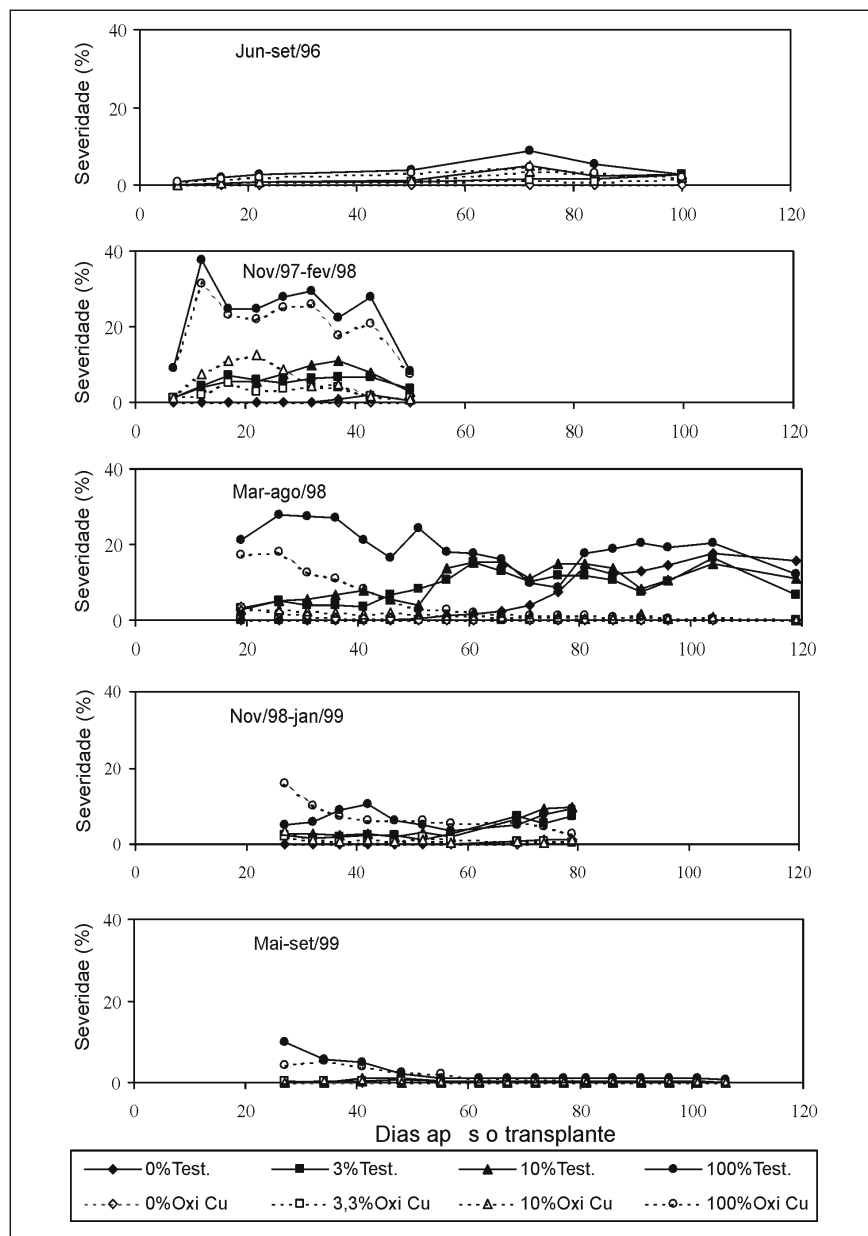 Jun-set/96
Severidade (%)
40
20
0
0 20 40 60 80 100 120
Nov/97-fev/98
Severidade (%)
40
20
0
0 20 40 60 80 100 120
Mar-ago/98
Severidade (%)
40
20
0
0 20 40 60 80 100 120
Nov/98-jan/99
Severidade (%)
40
20
0
0 20 40 60 80 100 120
Mai-set/99
Severidae (%)
40
20
0
0 20 40 60 80 100 120
Dias ap s o transplante
0%Test. 3%Test. 10%Test. 100%Test.
0%Oxi Cu 3,3%Oxi Cu 10%Oxi Cu 100%Oxi Cu